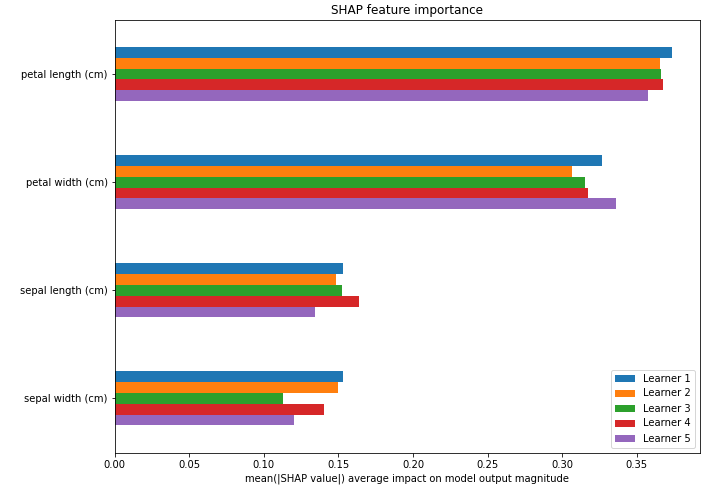 SHAP feature importance
petal length (cm)
petal width (cm)
sepal length (cm)
sepal width (cm)
Learner 1
Learner 2
Learner 3
Learner 4
Learner 5
0.00 0.05 0.10 0.15 0.20 0.25 0.30 0.35
mean(|SHAP value|) average impact on model output magnitude